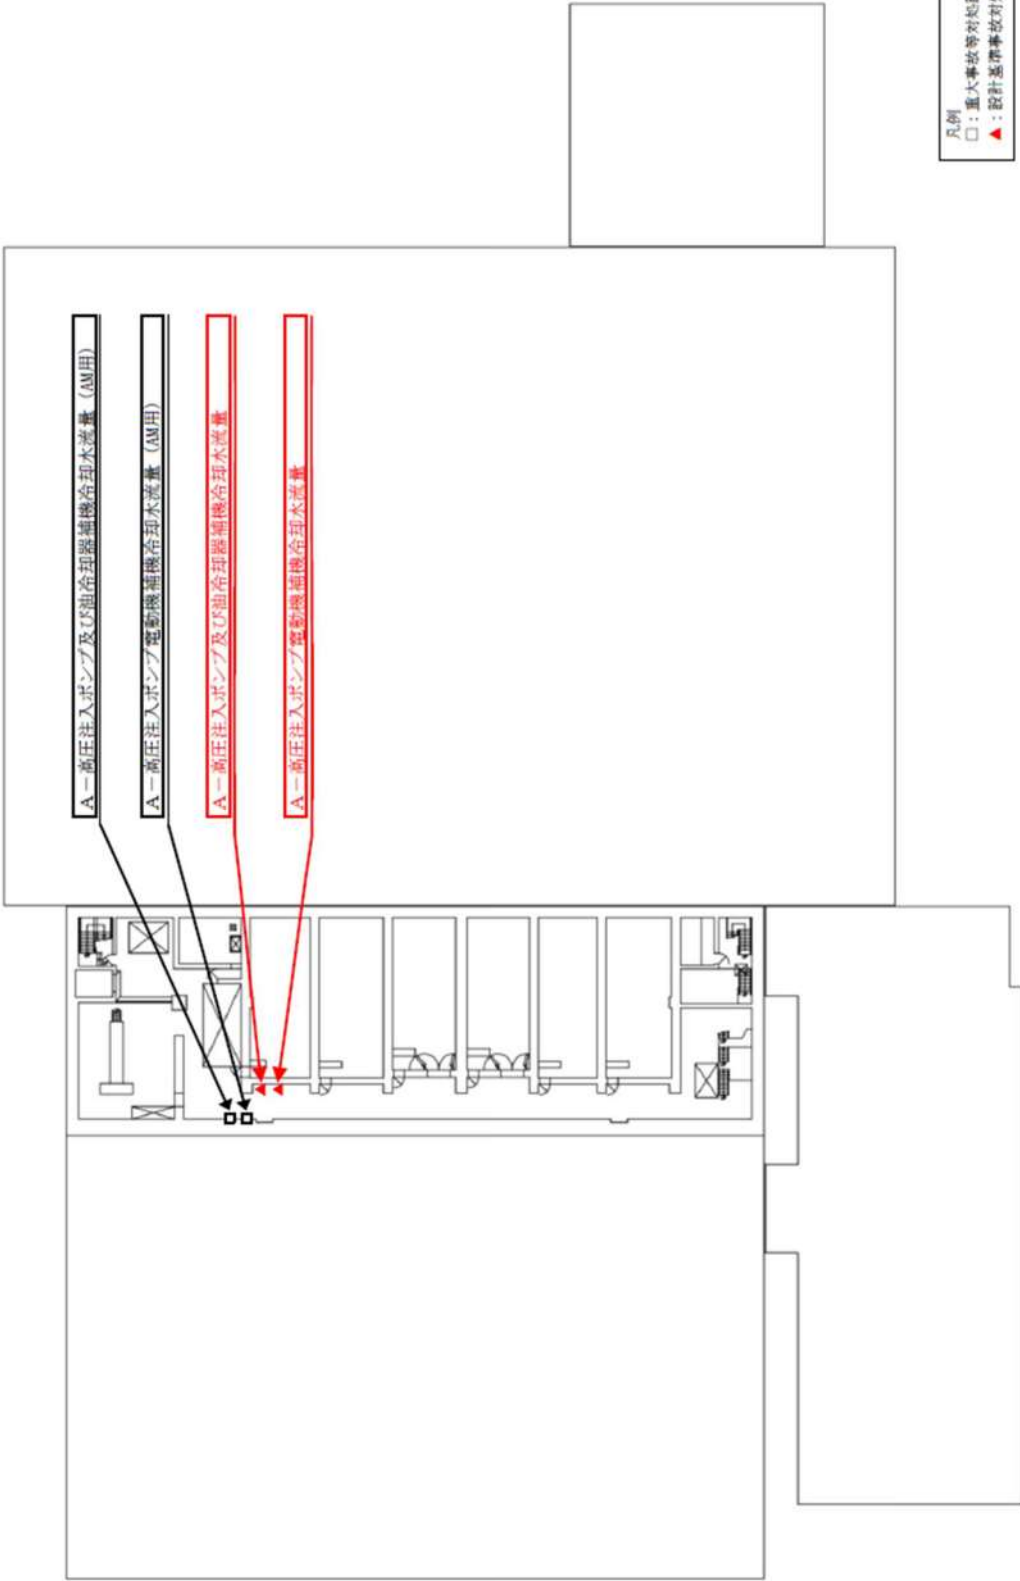 A－高圧注入ポンプ及び油冷却器補機冷却水流量（AM用）
A－高圧注入ポンプ電動機補機冷却水流量（AM用）
A－高圧注入ポンプ及び油冷却器補機冷却水流量
A－高圧注入ポンプ電動機補機冷却水流量
凡例
□：重大事故等対処
▲：設計基準事故対